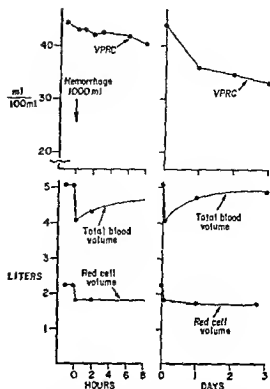 40
30
20
ml
100ml
Hemorrhage
1000 ml
VPRC
VPRC
5
4
3
2
1
LITERS
Total blood
volume
Red cell
volume
Total blood
volume
Red cell
volume
0 2 4 6 8
HOURS
0 1 2 3
DAYS